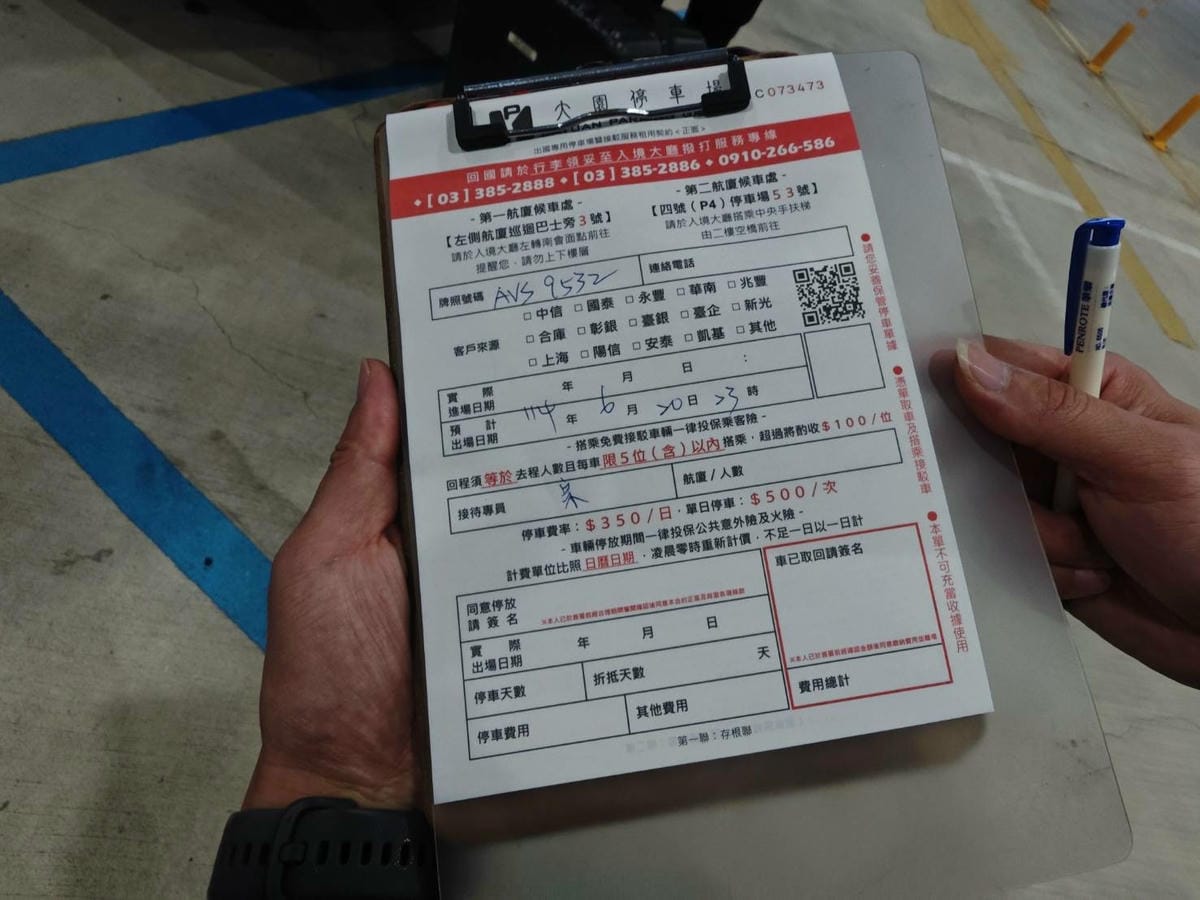 大園停車場
C073473
出國專用停車場暨接駁服務租用契約<正面>
回國請於行李領妥至入境大廳撥打服務專線
◆[03]385-2888◆[03]385-2886◆0910-266-586
- 第一航廈候車處 -
【左側航廈巡迴巴士旁3號】
請於入境大廳左轉南會面點前往
提醒您，請勿上下樓層
- 第二航廈候車處 -
【四號（P4）停車場53號】
請於入境大廳搭乘中央手扶梯
由二樓空橋前往
牌照號碼 AVS 9532 連絡電話
客戶來源
□中信 □國泰 □永豐 □華南 □兆豐
□合庫 □彰銀 □臺銀 □臺企 □新光
□上海 □陽信 □安泰 □凱基 □其他
實際進場日期 年 月 日 :
預計出場日期 114年 6月 20日 23時
- 搭乘免費接駁車輛一律投保乘客險 -
回程須等於去程人數且每車限5位(含)以內搭乘，超過將酌收$100/位
接待專員 航廈/人數
停車費率：$350/日，單日停車：$500/次
- 車輛停放期間一律投保公共意外險及火險 -
計費單位比照日曆日期，凌晨零時重新計價，不足一日以一日計
同意停放請簽名
車已取回請簽名
實際出場日期 年 月 日
停車天數 折抵天數 天
停車費用 其他費用
費用總計
第一聯：存根聯
●請您妥善保管停車單據 ●憑單取車及搭乘接駁車 ●本單不可充當收據使用
PENROTE